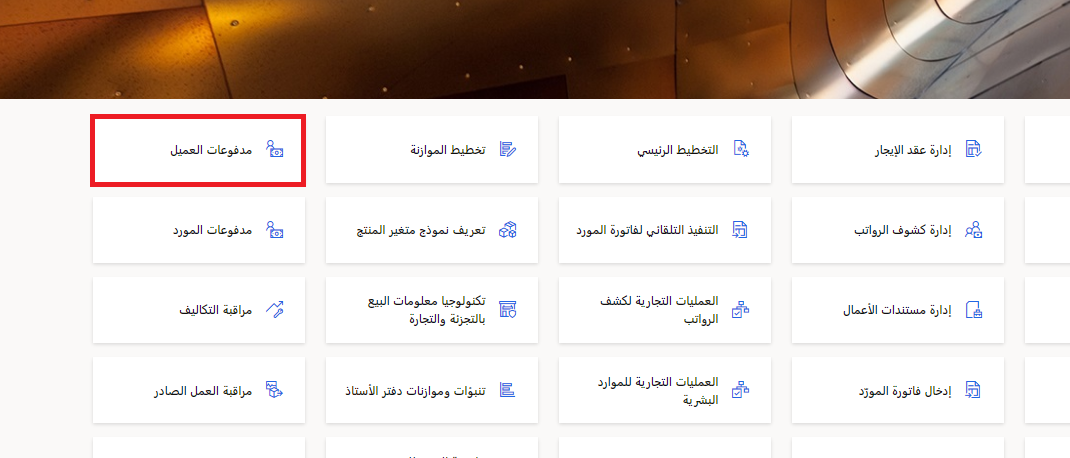 إدارة عقد الإيجار
التخطيط الرئيسي
تخطيط الموازنة
مدفوعات العميل
إدارة كشوف الرواتب
التنفيذ التلقائي لفاتورة المورد
تعريف نموذج متغير المنتج
مدفوعات المورد
إدارة مستندات الأعمال
العمليات التجارية لكشف
الرواتب
تكنولوجيا معلومات البيع
بالتجزئة والتجارة
مراقبة التكاليف
إدخال فاتورة المورّد
العمليات التجارية للموارد
البشرية
تنبؤات وموازنات دفتر الأستاذ
مراقبة العمل الصادر